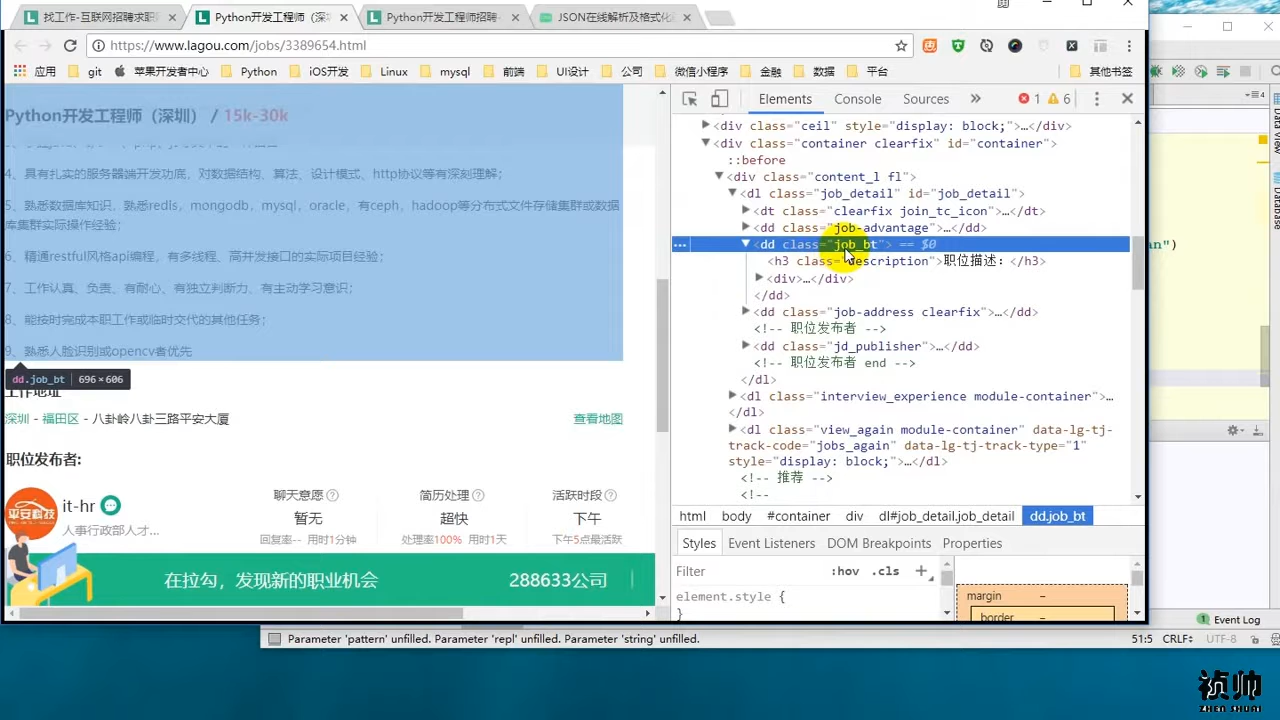 找工作-互联网招聘求职
Python开发工程师（深
Python开发工程师招聘
JSON在线解析及格式化
https://www.lagou.com/jobs/3389654.html
应用
git
苹果开发者中心
Python
iOS开发
Linux
mysql
前端
UI设计
公司
微信小程序
金融
数据
平台
其他书签
Python开发工程师（深圳） / 15k-30k
4、具有扎实的服务器端开发功底，对数据结构、算法、设计模式、http协议等有深刻理解；
5、熟悉数据库知识，熟悉redis，mongodb，mysql，oracle，有ceph，hadoop等分布式文件存储集群或数据
库集群实际操作经验；
6、精通restful风格api编程，有多线程、高并发接口的实际项目经验；
7、工作认真、负责、有耐心、有独立判断力、有主动学习意识；
8、能按时完成本职工作或临时交代的其他任务；
9、熟悉人脸识别或opencv者优先
dd.job_bt 696×606
工作地址
深圳 - 福田区 - 八卦岭八卦三路平安大厦
查看地图
职位发布者:
平安科技
it-hr
人事行政部人才...
聊天意愿
暂无
回复率-- 用时1分钟
简历处理
超快
处理率100% 用时1天
活跃时段
下午
下午5点最活跃
在拉勾，发现新的职业机会
288633公司
Elements Console Sources » 1 6
<div class="ceil" style="display: block;">…</div>
<div class="container clearfix" id="container">
::before
<div class="content_l fl">
<dl class="job_detail" id="job_detail">
<dt class="clearfix join_tc_icon">…</dt>
<dd class="job-advantage">…</dd>
<dd class="job_bt"> == $0
<h3 class="description">职位描述：</h3>
<div>…</div>
</dd>
<dd class="job-address clearfix">…</dd>
<!-- 职位发布者 -->
<dd class="jd_publisher">…</dd>
<!-- 职位发布者 end -->
</dl>
<dl class="interview_experience module-container">…
</dl>
<dl class="view_again module-container" data-lg-tj-
track-code="jobs_again" data-lg-tj-track-type="1"
style="display: block;">…</dl>
<!-- 推荐 -->
<!--
html body #container div dl#job_detail.job_detail dd.job_bt
Styles Event Listeners DOM Breakpoints Properties
Filter
:hov .cls +
element.style {
}
margin –
border –
an")
Data View
Database
Event Log
Parameter 'pattern' unfilled. Parameter 'repl' unfilled. Parameter 'string' unfilled.
51:5 CRLF UTF-8
祯帅
ZHEN SHUAI